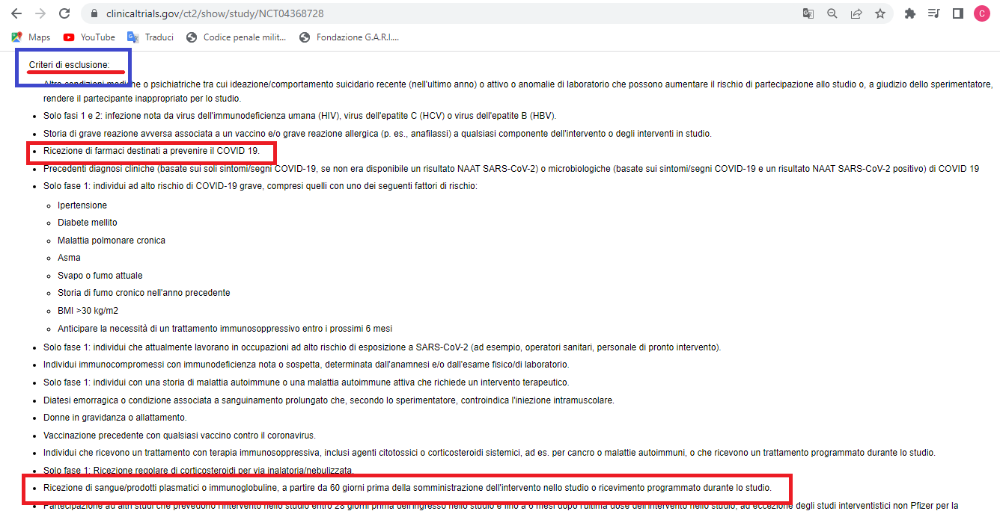 clinicaltrials.gov/ct2/show/study/NCT04368728
C
Maps YouTube Traduci Codice penale milit... Fondazione G.A.R.I....
Criteri di esclusione:
Altre condizioni mediche o psichiatriche tra cui ideazione/comportamento suicidario recente (nell'ultimo anno) o attivo o anomalie di laboratorio che possono aumentare il rischio di partecipazione allo studio o, a giudizio dello sperimentatore,
rendere il partecipante inappropriato per lo studio.
Solo fasi 1 e 2: infezione nota da virus dell'immunodeficienza umana (HIV), virus dell'epatite C (HCV) o virus dell'epatite B (HBV).
Storia di grave reazione avversa associata a un vaccino e/o grave reazione allergica (p. es., anafilassi) a qualsiasi componente dell'intervento o degli interventi in studio.
Ricezione di farmaci destinati a prevenire il COVID 19.
Precedenti diagnosi cliniche (basate sui soli sintomi/segni COVID-19, se non era disponibile un risultato NAAT SARS-CoV-2) o microbiologiche (basate sui sintomi/segni COVID-19 e un risultato NAAT SARS-CoV-2 positivo) di COVID 19
Solo fase 1: individui ad alto rischio di COVID-19 grave, compresi quelli con uno dei seguenti fattori di rischio:
Ipertensione
Diabete mellito
Malattia polmonare cronica
Asma
Svapo o fumo attuale
Storia di fumo cronico nell'anno precedente
BMI >30 kg/m2
Anticipare la necessità di un trattamento immunosoppressivo entro i prossimi 6 mesi
Solo fase 1: individui che attualmente lavorano in occupazioni ad alto rischio di esposizione a SARS-CoV-2 (ad esempio, operatori sanitari, personale di pronto intervento).
Individui immunocompromessi con immunodeficienza nota o sospetta, determinata dall'anamnesi e/o dall'esame fisico/di laboratorio.
Solo fase 1: individui con una storia di malattia autoimmune o una malattia autoimmune attiva che richiede un intervento terapeutico.
Diatesi emorragica o condizione associata a sanguinamento prolungato che, secondo lo sperimentatore, controindica l'iniezione intramuscolare.
Donne in gravidanza o allattamento.
Vaccinazione precedente con qualsiasi vaccino contro il coronavirus.
Individui che ricevono un trattamento con terapia immunosoppressiva, inclusi agenti citotossici o corticosteroidi sistemici, ad es. per cancro o malattie autoimmuni, o che ricevono un trattamento programmato durante lo studio.
Solo fase 1: Ricezione regolare di corticosteroidi per via inalatoria/nebulizzata.
Ricezione di sangue/prodotti plasmatici o immunoglobuline, a partire da 60 giorni prima della somministrazione dell'intervento nello studio o ricevimento programmato durante lo studio.
Partecipazione ad altri studi che prevedono l'intervento nello studio entro 28 giorni prima dell'ingresso nello studio e fino a 6 mesi dopo l'ultima dose dell'intervento nello studio, ad eccezione degli studi interventistici non Pfizer per la